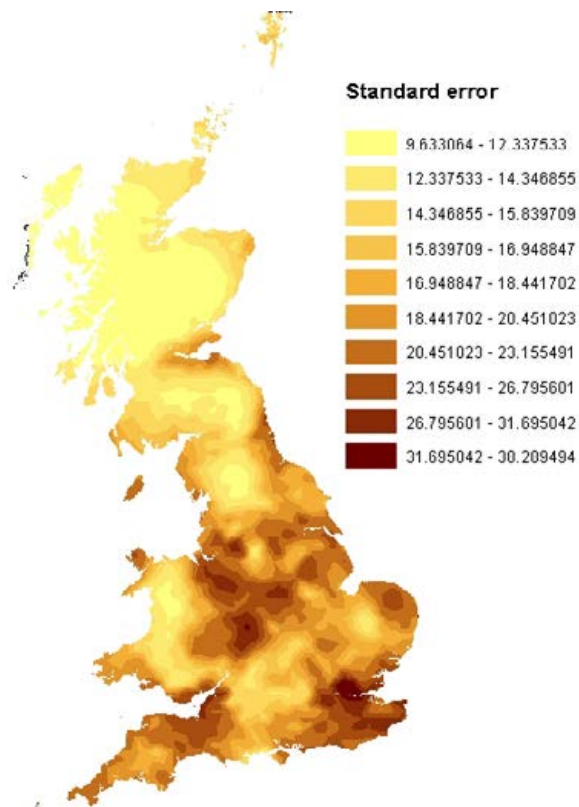 Standard error
9.633064 - 12.337533
12.337533 - 14.346855
14.346855 - 15.839709
15.839709 - 16.948847
16.948847 - 18.441702
18.441702 - 20.451023
20.451023 - 23.155491
23.155491 - 26.795601
26.795601 - 31.695042
31.695042 - 30.209494